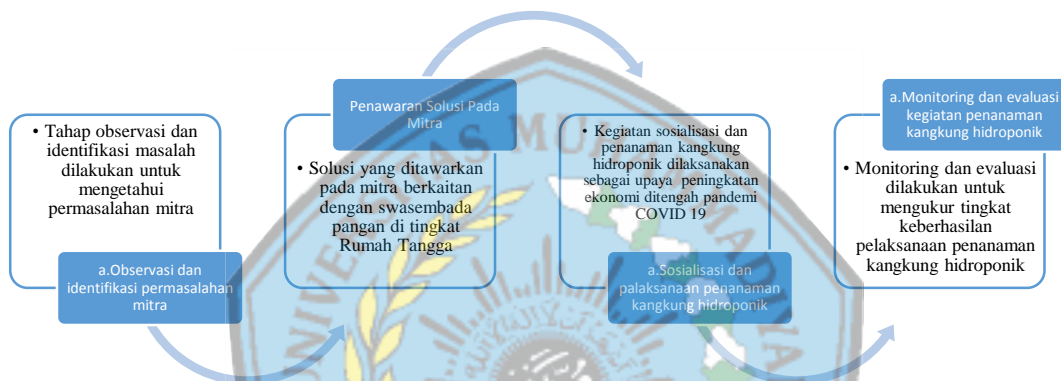 • Tahap observasi dan
identifikasi masalah
dilakukan untuk
mengetahui
permasalahan mitra
a.Observasi dan
identifikasi permasalahan
mitra
Penawaran Solusi Pada
Mitra
• Solusi yang ditawarkan
pada mitra berkaitan
dengan swasembada
pangan di tingkat
Rumah Tangga
• Kegiatan sosialisasi dan
penanaman kangkung
hidroponik dilaksanakan
sebagai upaya peningkatan
ekonomi ditengah pandemi
COVID 19
a.Sosialisasi dan
palaksanaan penanaman
kangkung hidroponik
a.Monitoring dan evaluasi
kegiatan penanaman
kangkung hidroponik
• Monitoring dan evaluasi
dilakukan untuk
mengukur tingkat
keberhasilan
pelaksanaan penanaman
kangkung hidroponik